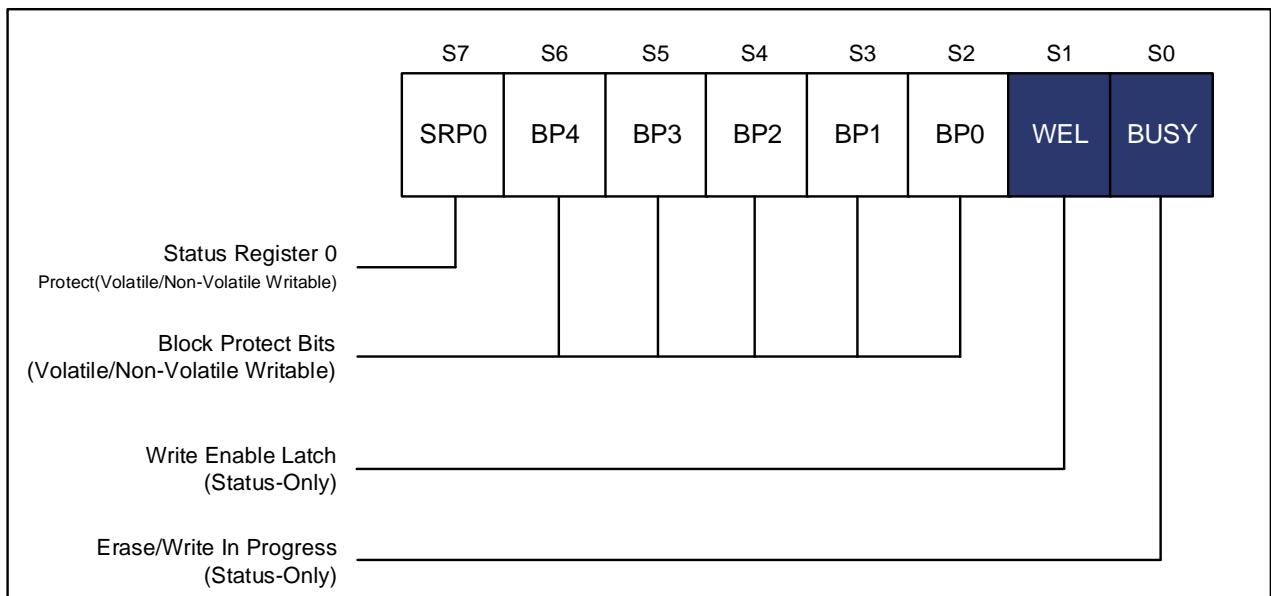 S7 S6 S5 S4 S3 S2 S1 S0
SRP0 BP4 BP3 BP2 BP1 BP0 WEL BUSY
Status Register 0
Protect(Volatile/Non-Volatile Writable)
Block Protect Bits
(Volatile/Non-Volatile Writable)
Write Enable Latch
(Status-Only)
Erase/Write In Progress
(Status-Only)